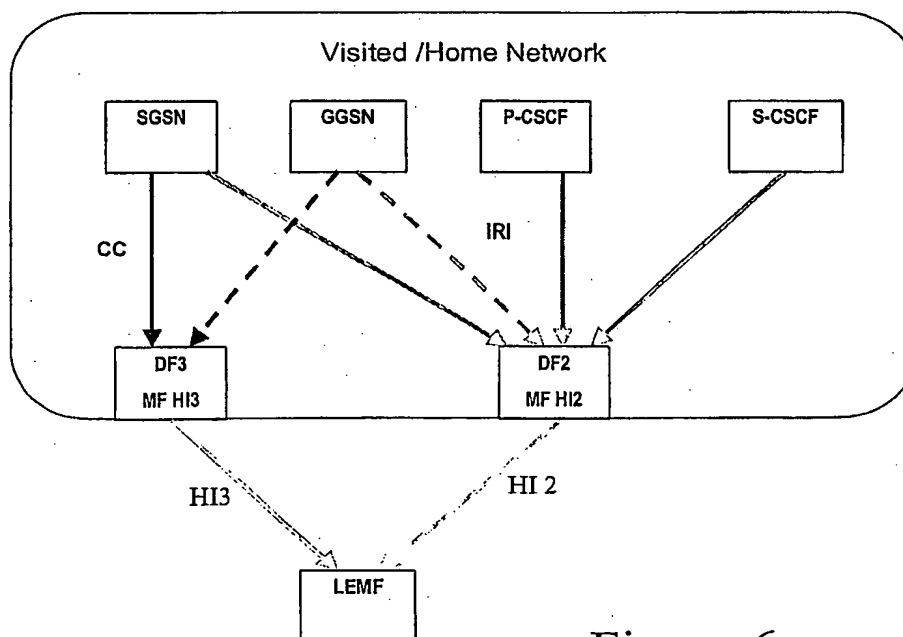 Visited /Home Network
SGSN
GGSN
P-CSCF
S-CSCF
CC
IRI
DF3
MF HI3
DF2
MF HI2
HI3
HI 2
LEMF
Figure 6